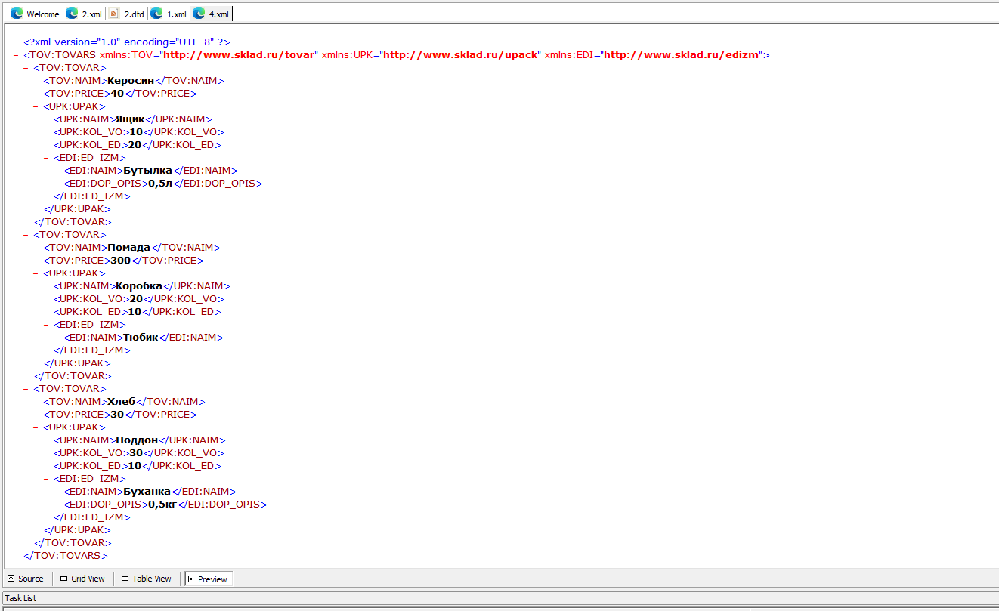 Welcome 2.xml 2.dtd 1.xml 4.xml
<?xml version="1.0" encoding="UTF-8" ?>
– <TOV:TOVARS xmlns:TOV="http://www.sklad.ru/tovar" xmlns:UPK="http://www.sklad.ru/upack" xmlns:EDI="http://www.sklad.ru/edizm">
– <TOV:TOVAR>
<TOV:NAIM>Керосин</TOV:NAIM>
<TOV:PRICE>40</TOV:PRICE>
– <UPK:UPAK>
<UPK:NAIM>Ящик</UPK:NAIM>
<UPK:KOL_VO>10</UPK:KOL_VO>
<UPK:KOL_ED>20</UPK:KOL_ED>
– <EDI:ED_IZM>
<EDI:NAIM>Бутылка</EDI:NAIM>
<EDI:DOP_OPIS>0,5л</EDI:DOP_OPIS>
</EDI:ED_IZM>
</UPK:UPAK>
</TOV:TOVAR>
– <TOV:TOVAR>
<TOV:NAIM>Помада</TOV:NAIM>
<TOV:PRICE>300</TOV:PRICE>
– <UPK:UPAK>
<UPK:NAIM>Коробка</UPK:NAIM>
<UPK:KOL_VO>20</UPK:KOL_VO>
<UPK:KOL_ED>10</UPK:KOL_ED>
– <EDI:ED_IZM>
<EDI:NAIM>Тюбик</EDI:NAIM>
</EDI:ED_IZM>
</UPK:UPAK>
</TOV:TOVAR>
– <TOV:TOVAR>
<TOV:NAIM>Хлеб</TOV:NAIM>
<TOV:PRICE>30</TOV:PRICE>
– <UPK:UPAK>
<UPK:NAIM>Поддон</UPK:NAIM>
<UPK:KOL_VO>30</UPK:KOL_VO>
<UPK:KOL_ED>10</UPK:KOL_ED>
– <EDI:ED_IZM>
<EDI:NAIM>Буханка</EDI:NAIM>
<EDI:DOP_OPIS>0,5кг</EDI:DOP_OPIS>
</EDI:ED_IZM>
</UPK:UPAK>
</TOV:TOVAR>
</TOV:TOVARS>
Source Grid View Table View Preview
Task List